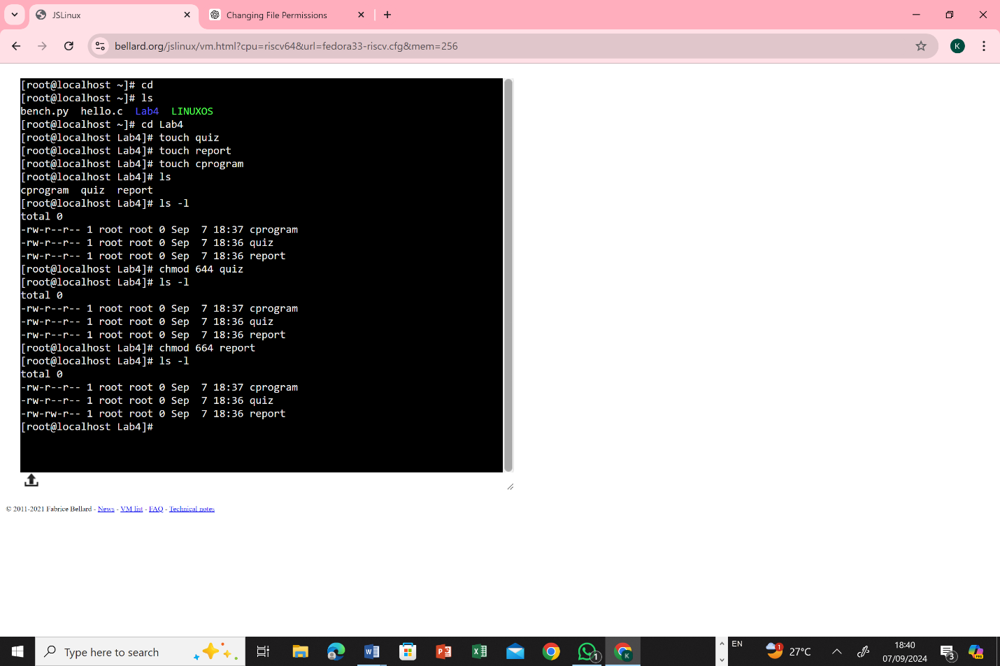 JSLinux
Changing File Permissions
bellard.org/jslinux/vm.html?cpu=riscv64&url=fedora33-riscv.cfg&mem=256
K
[root@localhost ~]# cd
[root@localhost ~]# ls
bench.py  hello.c  Lab4  LINUXOS
[root@localhost ~]# cd Lab4
[root@localhost Lab4]# touch quiz
[root@localhost Lab4]# touch report
[root@localhost Lab4]# touch cprogram
[root@localhost Lab4]# ls
cprogram  quiz  report
[root@localhost Lab4]# ls -l
total 0
-rw-r--r-- 1 root root 0 Sep  7 18:37 cprogram
-rw-r--r-- 1 root root 0 Sep  7 18:36 quiz
-rw-r--r-- 1 root root 0 Sep  7 18:36 report
[root@localhost Lab4]# chmod 644 quiz
[root@localhost Lab4]# ls -l
total 0
-rw-r--r-- 1 root root 0 Sep  7 18:37 cprogram
-rw-r--r-- 1 root root 0 Sep  7 18:36 quiz
-rw-r--r-- 1 root root 0 Sep  7 18:36 report
[root@localhost Lab4]# chmod 664 report
[root@localhost Lab4]# ls -l
total 0
-rw-r--r-- 1 root root 0 Sep  7 18:37 cprogram
-rw-r--r-- 1 root root 0 Sep  7 18:36 quiz
-rw-rw-r-- 1 root root 0 Sep  7 18:36 report
[root@localhost Lab4]#
© 2011-2021 Fabrice Bellard - News - VM list - FAQ - Technical notes
Type here to search
W
P
X
1
K
EN
1
27°C
18:40
07/09/2024
3
PRE